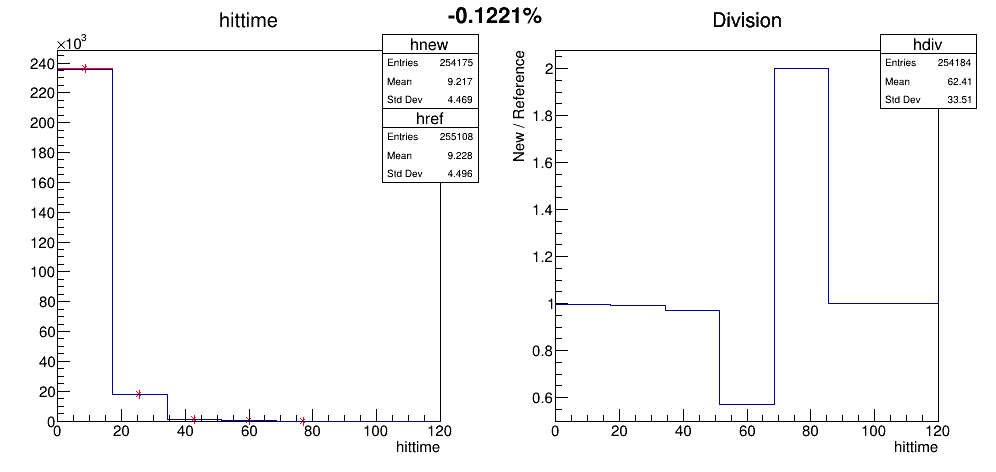 -0.1221%
hittime
×10³
240
220
200
180
160
140
120
100
80
60
40
20
0
0 20 40 60 80 100 120
hittime
hnew
Entries 254175
Mean 9.217
Std Dev 4.469
href
Entries 255108
Mean 9.228
Std Dev 4.496
Division
New / Reference
2
1.8
1.6
1.4
1.2
1
0.8
0.6
0 20 40 60 80 100 120
hittime
hdiv
Entries 254184
Mean 62.41
Std Dev 33.51